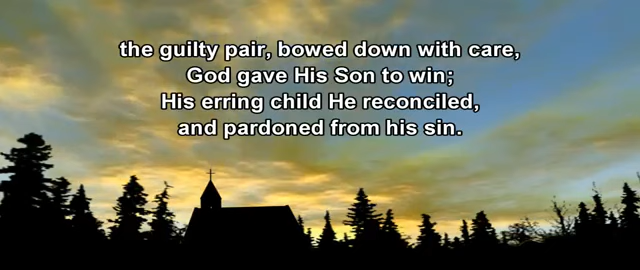 the guilty pair, bowed down with care,
God gave His Son to win;
His erring child He reconciled,
and pardoned from his sin.